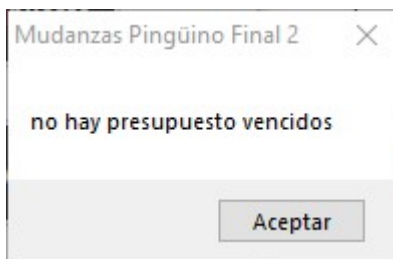 Mudanzas Pingüino Final 2
no hay presupuesto vencidos
Aceptar